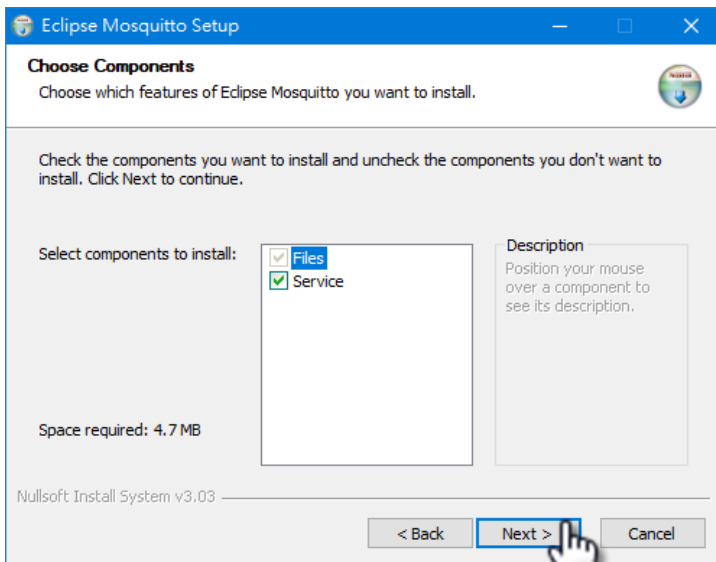 Eclipse Mosquitto Setup
Choose Components
Choose which features of Eclipse Mosquitto you want to install.
Check the components you want to install and uncheck the components you don't want to
install. Click Next to continue.
Select components to install:
Files
Service
Description
Position your mouse
over a component to
see its description.
Space required: 4.7 MB
Nullsoft Install System v3.03
< Back
Next >
Cancel